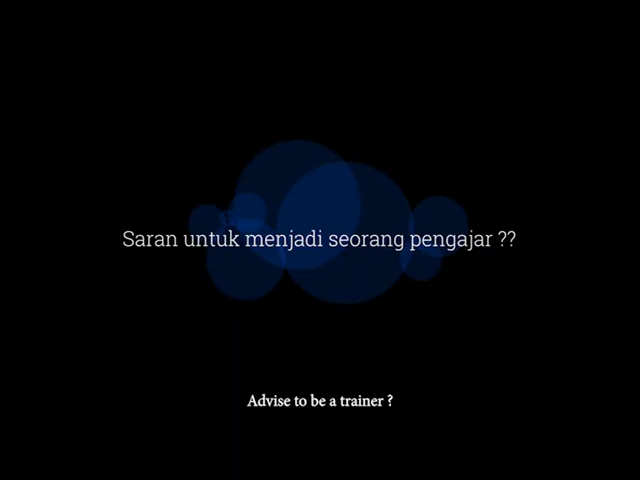 Saran untuk menjadi seorang pengajar ??
Advise to be a trainer ?